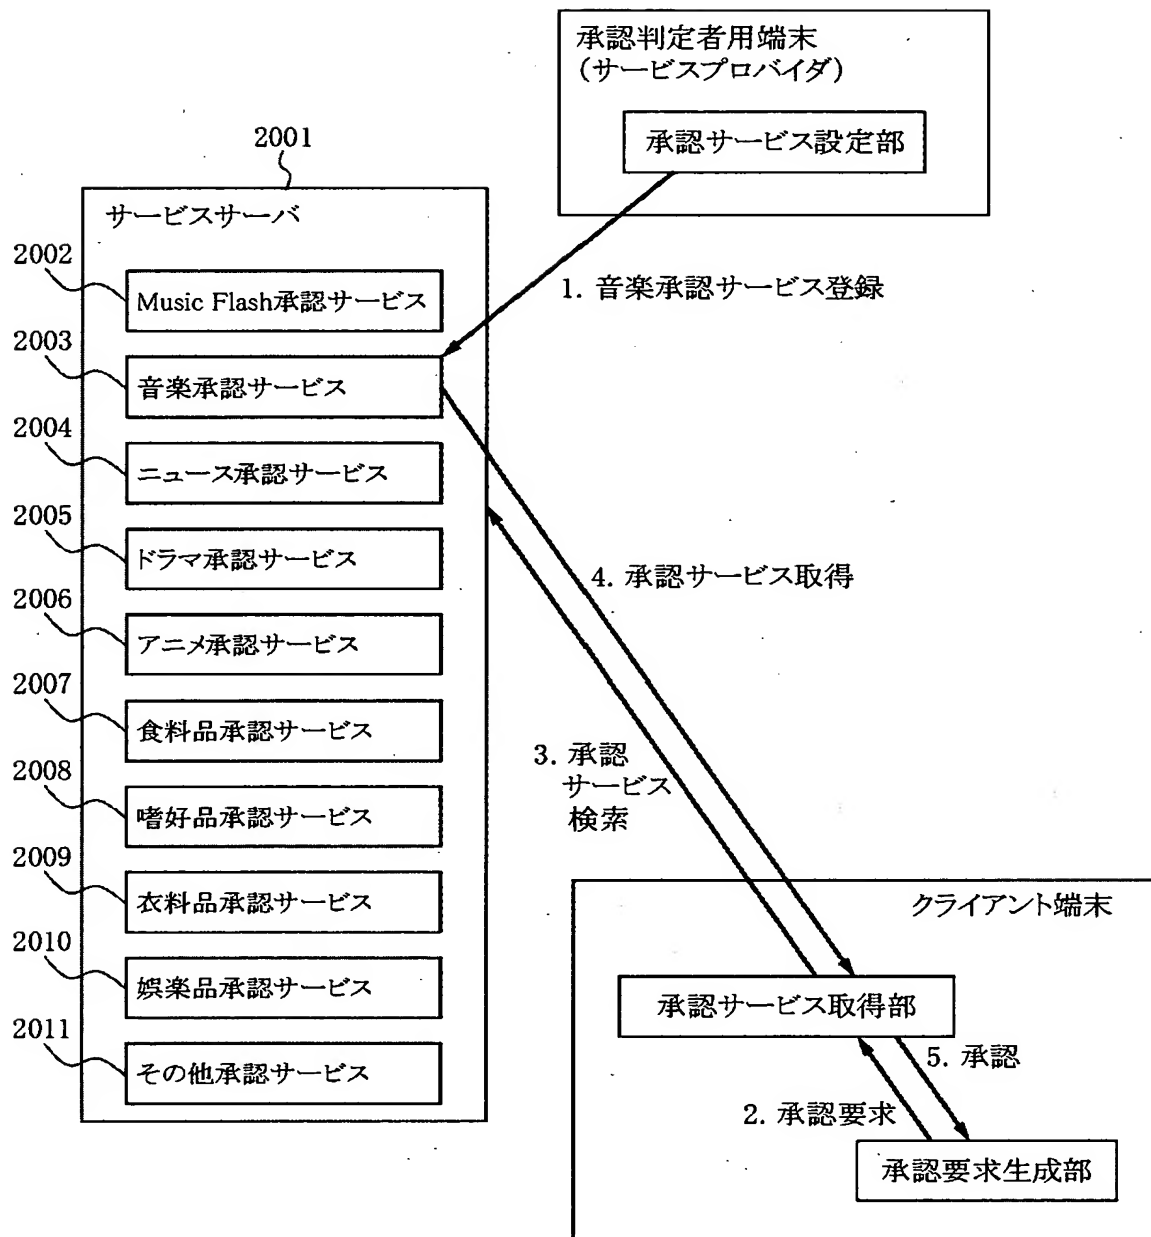 承認判定者用端末
(サービスプロバイダ)
承認サービス設定部
2001
サービスサーバ
2002
Music Flash承認サービス
1. 音楽承認サービス登録
2003
音楽承認サービス
2004
ニュース承認サービス
2005
ドラマ承認サービス
4. 承認サービス取得
2006
アニメ承認サービス
2007
食料品承認サービス
3. 承認
サービス
検索
2008
嗜好品承認サービス
2009
衣料品承認サービス
クライアント端末
2010
娯楽品承認サービス
承認サービス取得部
2011
その他承認サービス
5. 承認
2. 承認要求
承認要求生成部